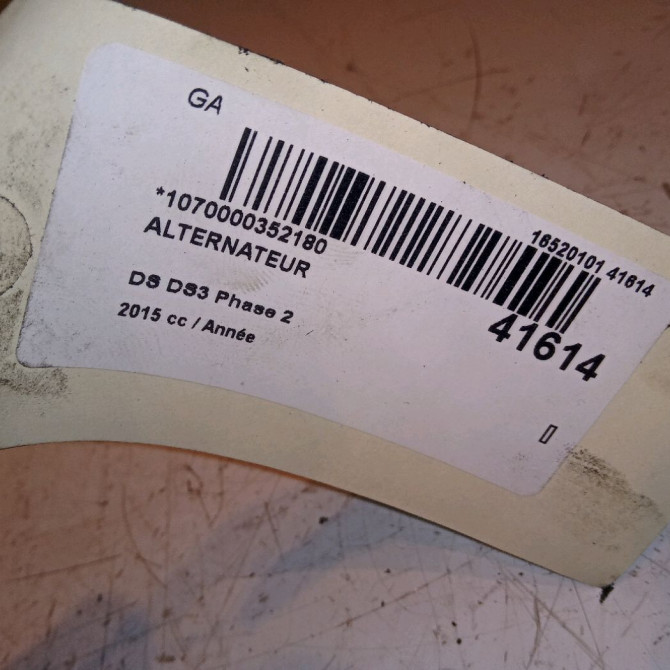 GA
*1070000352180
16520101 41614
ALTERNATEUR
DS DS3 Phase 2
41614
2015 cc / Année